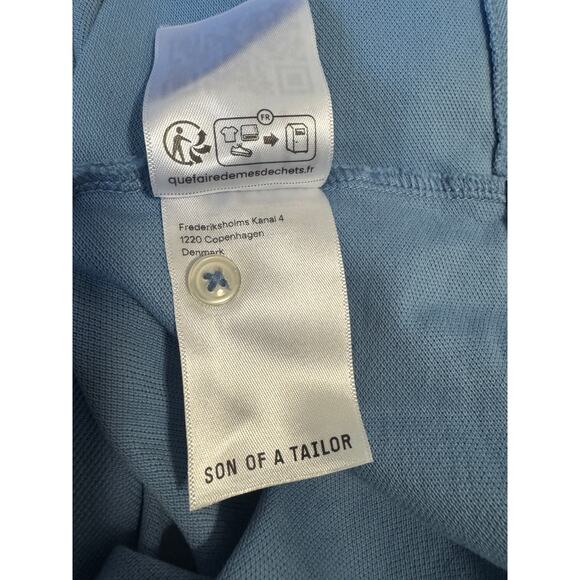 FR
quefairedemesdechets.fr
Frederiksholms Kanal 4
1220 Copenhagen
Denmark
SON OF A TAILOR